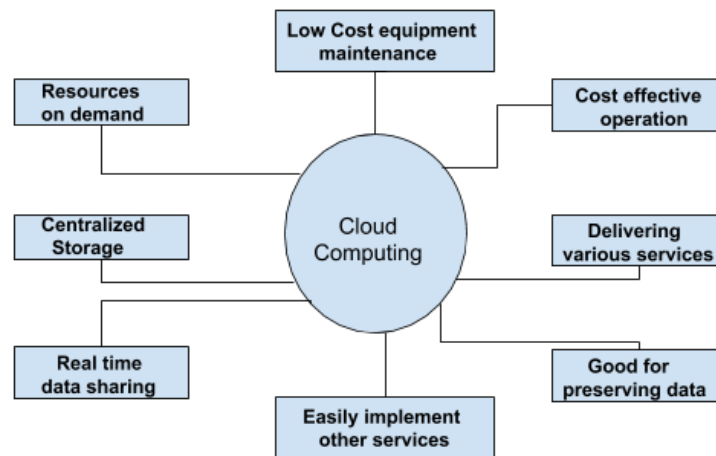 Low Cost equipment
maintenance
Resources
on demand
Cost effective
operation
Cloud
Computing
Centralized
Storage
Delivering
various services
Real time
data sharing
Good for
preserving data
Easily implement
other services